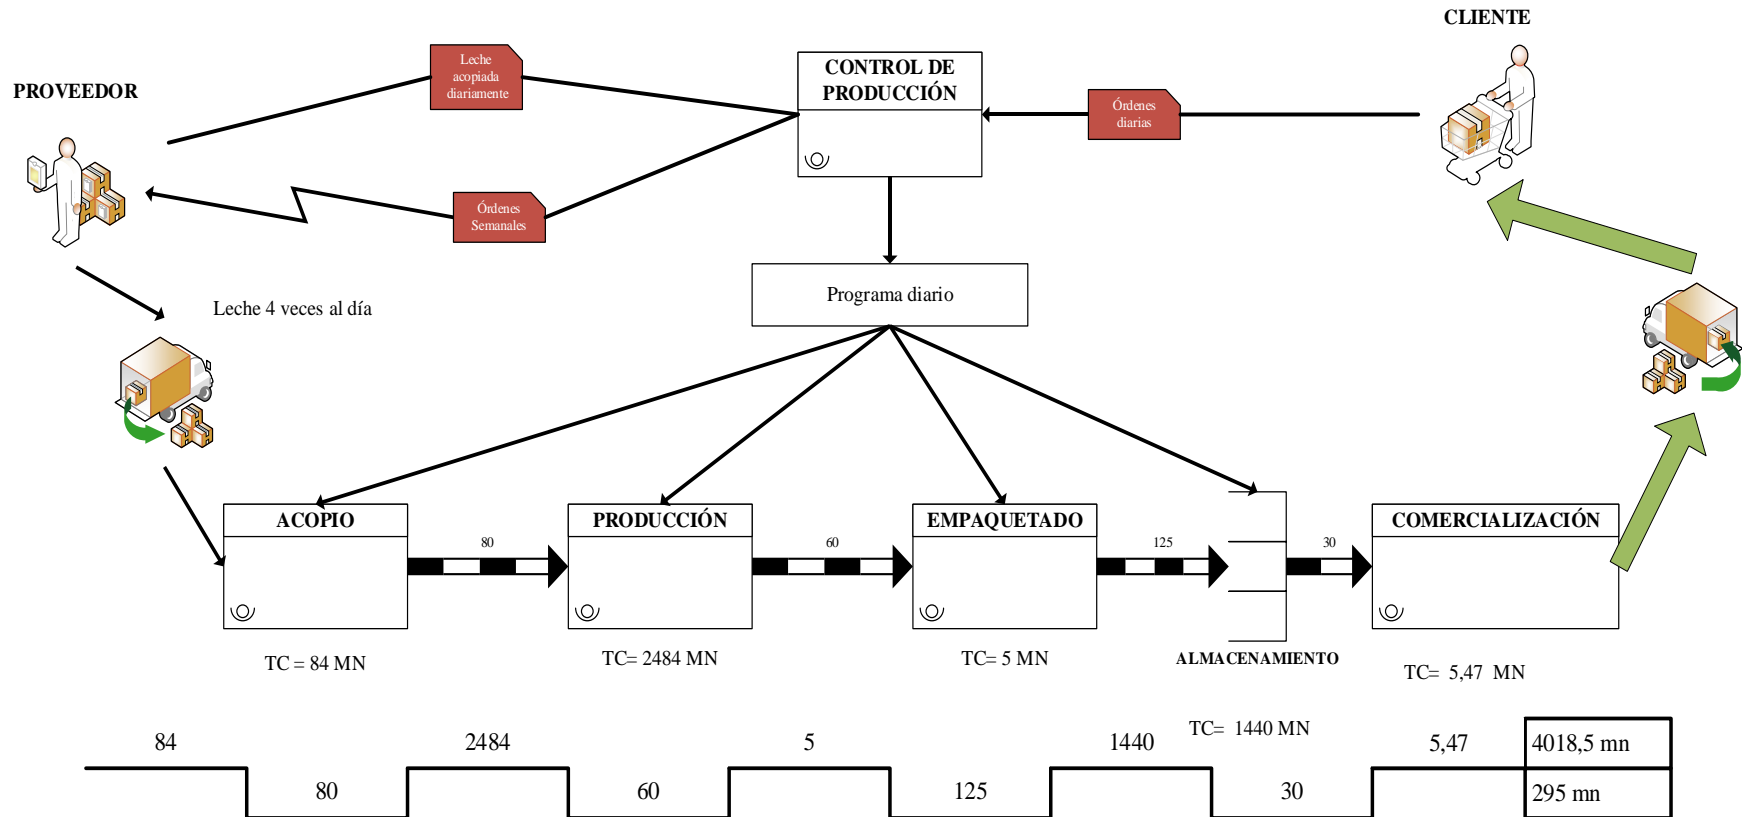 CLIENTE
PROVEEDOR
Leche
acopiada
diariamente
CONTROL DE
PRODUCCIÓN
Órdenes
diarias
Órdenes
Semanales
Programa diario
Leche 4 veces al día
ACOPIO
80
PRODUCCIÓN
60
EMPAQUETADO
125
30
COMERCIALIZACIÓN
TC = 84 MN
TC= 2484 MN
TC= 5 MN
ALMACENAMIENTO
TC=  5,47  MN
TC=  1440 MN
84
2484
5
1440
5,47
4018,5 mn
80
60
125
30
295 mn